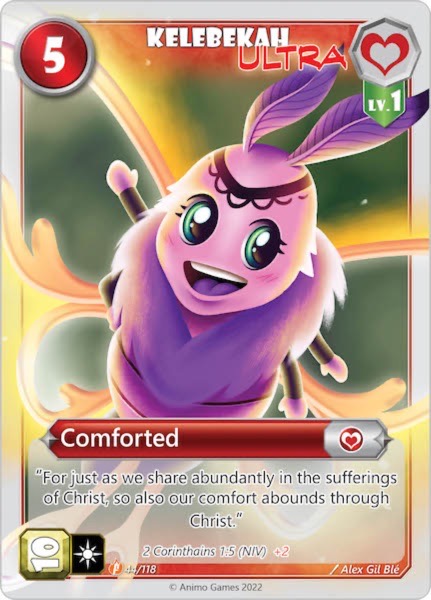 5
KELEBEKAH
ULTRA
LV.1
Comforted
"For just as we share abundantly in the sufferings
of Christ, so also our comfort abounds through
Christ."
2 Corinthains 1:5 (NIV) +2
10
44/118
/ Alex Gil Blé
© Animo Games 2022